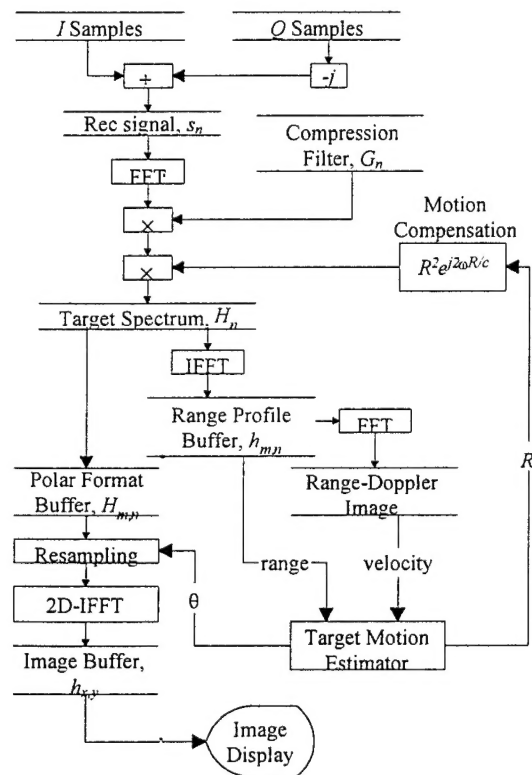 I Samples
Q Samples
+
-j
Rec signal, sₙ
Compression
Filter, Gₙ
FFT
×
Motion
Compensation
×
R²e^{j2ωR/c}
Target Spectrum, Hₙ
IFFT
Range Profile
Buffer, hₘ,ₙ
FFT
R
Polar Format
Buffer, Hₘ,ₙ
Range-Doppler
Image
Resampling
range
velocity
θ
2D-IFFT
Target Motion
Estimator
Image Buffer,
hₓ,ᵧ
Image
Display